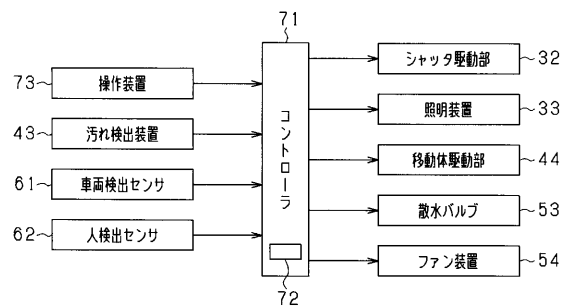 71
73 操作装置
43 汚れ検出装置
61 車両検出センサ
62 人検出センサ
コントローラ
72
シャッタ駆動部 32
照明装置 33
移動体駆動部 44
散水バルブ 53
ファン装置 54